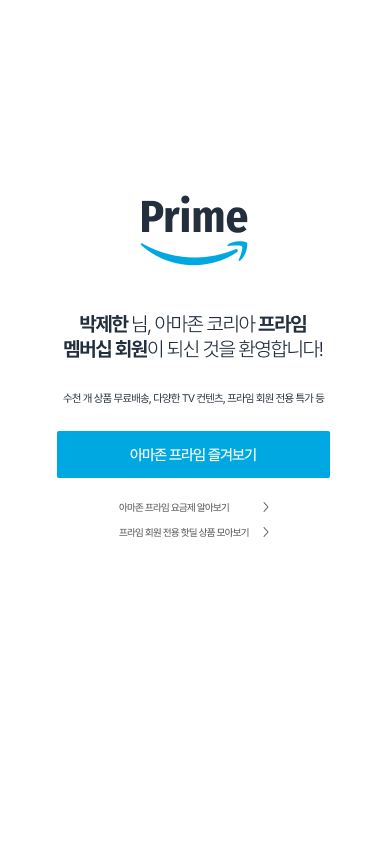 Prime
박제한 님, 아마존 코리아 프라임
멤버십 회원이 되신 것을 환영합니다!
수천 개 상품 무료배송, 다양한 TV 컨텐츠, 프라임 회원 전용 특가 등
아마존 프라임 즐겨보기
아마존 프라임 요금제 알아보기
프라임 회원 전용 핫딜 상품 모아보기